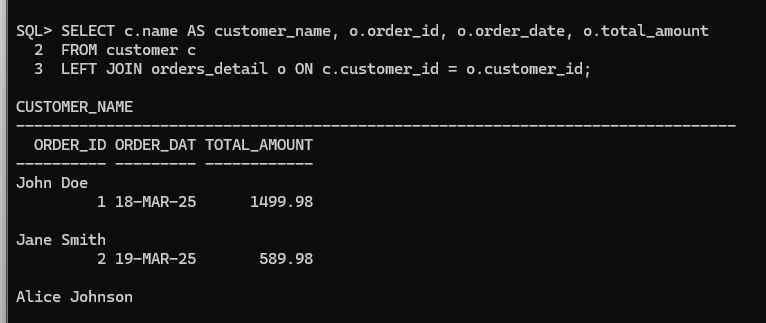 SQL> SELECT c.name AS customer_name, o.order_id, o.order_date, o.total_amount
  2  FROM customer c
  3  LEFT JOIN orders_detail o ON c.customer_id = o.customer_id;

CUSTOMER_NAME
--------------------------------------------------------------------------------
  ORDER_ID ORDER_DAT TOTAL_AMOUNT
---------- --------- ------------
John Doe
         1 18-MAR-25      1499.98

Jane Smith
         2 19-MAR-25       589.98

Alice Johnson